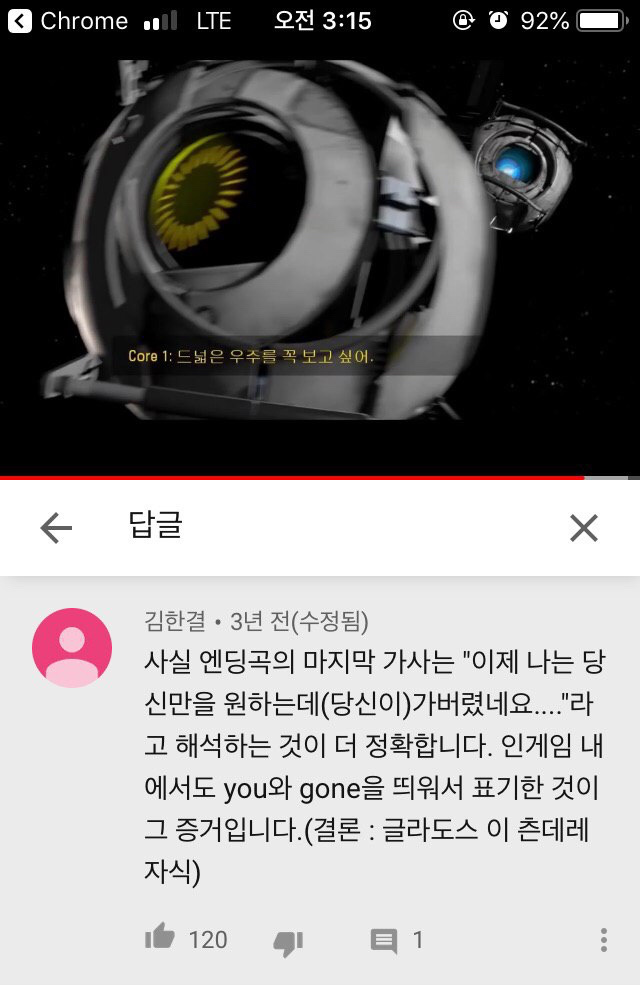 Chrome LTE 오전 3:15 92%
Core 1: 드넓은 우주를 꼭 보고 싶어.
답글
김한결 • 3년 전(수정됨)
사실 엔딩곡의 마지막 가사는 "이제 나는 당
신만을 원하는데(당신이)가버렸네요...."라
고 해석하는 것이 더 정확합니다. 인게임 내
에서도 you와 gone을 띄워서 표기한 것이
그 증거입니다.(결론 : 글라도스 이 츤데레
자식)
120
1